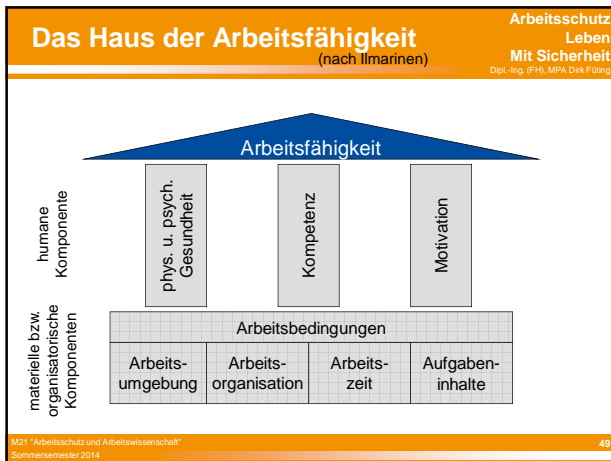 Das Haus der Arbeitsfähigkeit
(nach Ilmarinen)
Arbeitsschutz
Leben
Mit Sicherheit
Dipl.-Ing. (FH), MPA Dirk Füting
Arbeitsfähigkeit
humane
Komponente
phys. u. psych.
Gesundheit
Kompetenz
Motivation
materielle bzw.
organisatorische
Komponenten
Arbeitsbedingungen
Arbeits-
umgebung
Arbeits-
organisation
Arbeits-
zeit
Aufgaben-
inhalte
M21 "Arbeitsschutz und Arbeitswissenschaft"
Sommersemester 2014
49